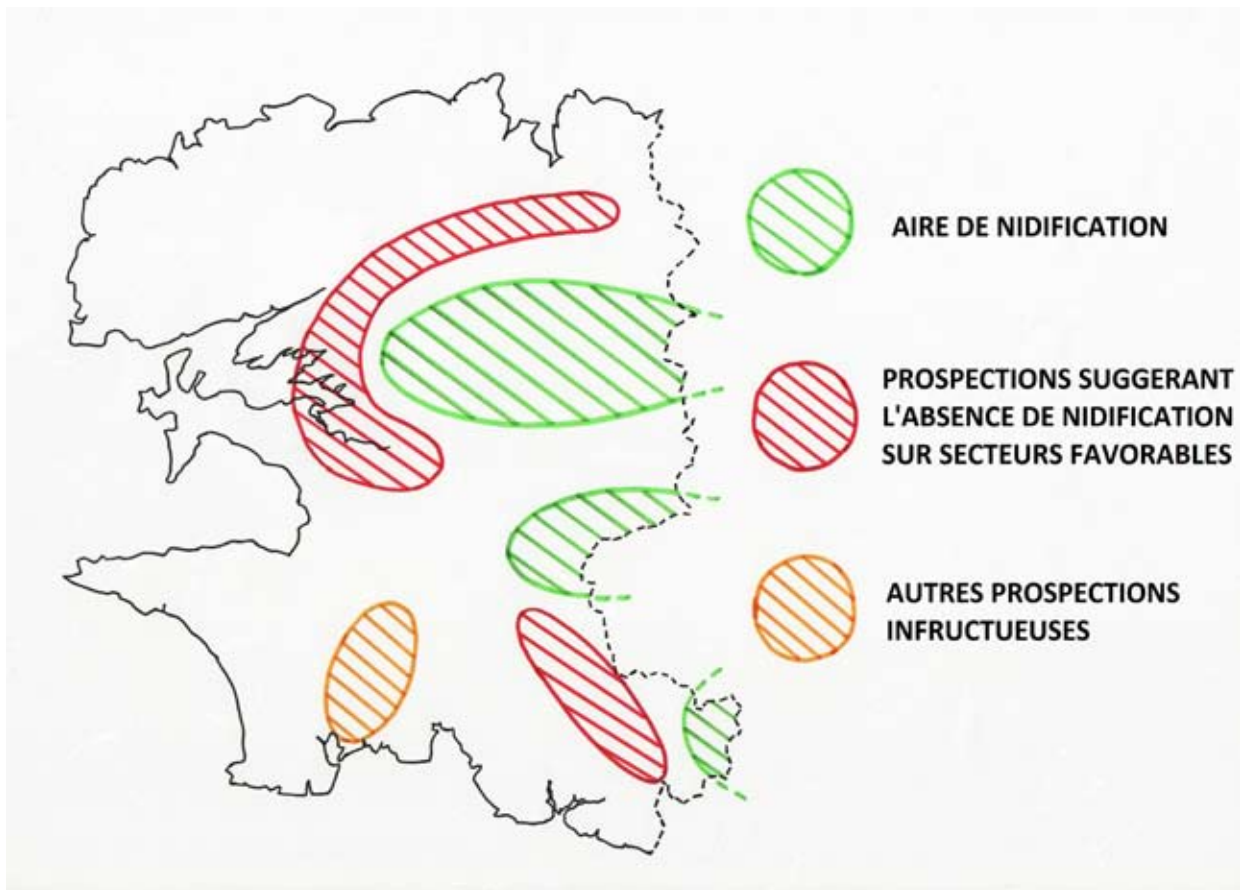 AIRE DE NIDIFICATION
PROSPECTIONS SUGGERANT
L'ABSENCE DE NIDIFICATION
SUR SECTEURS FAVORABLES
AUTRES PROSPECTIONS
INFRUCTUEUSES